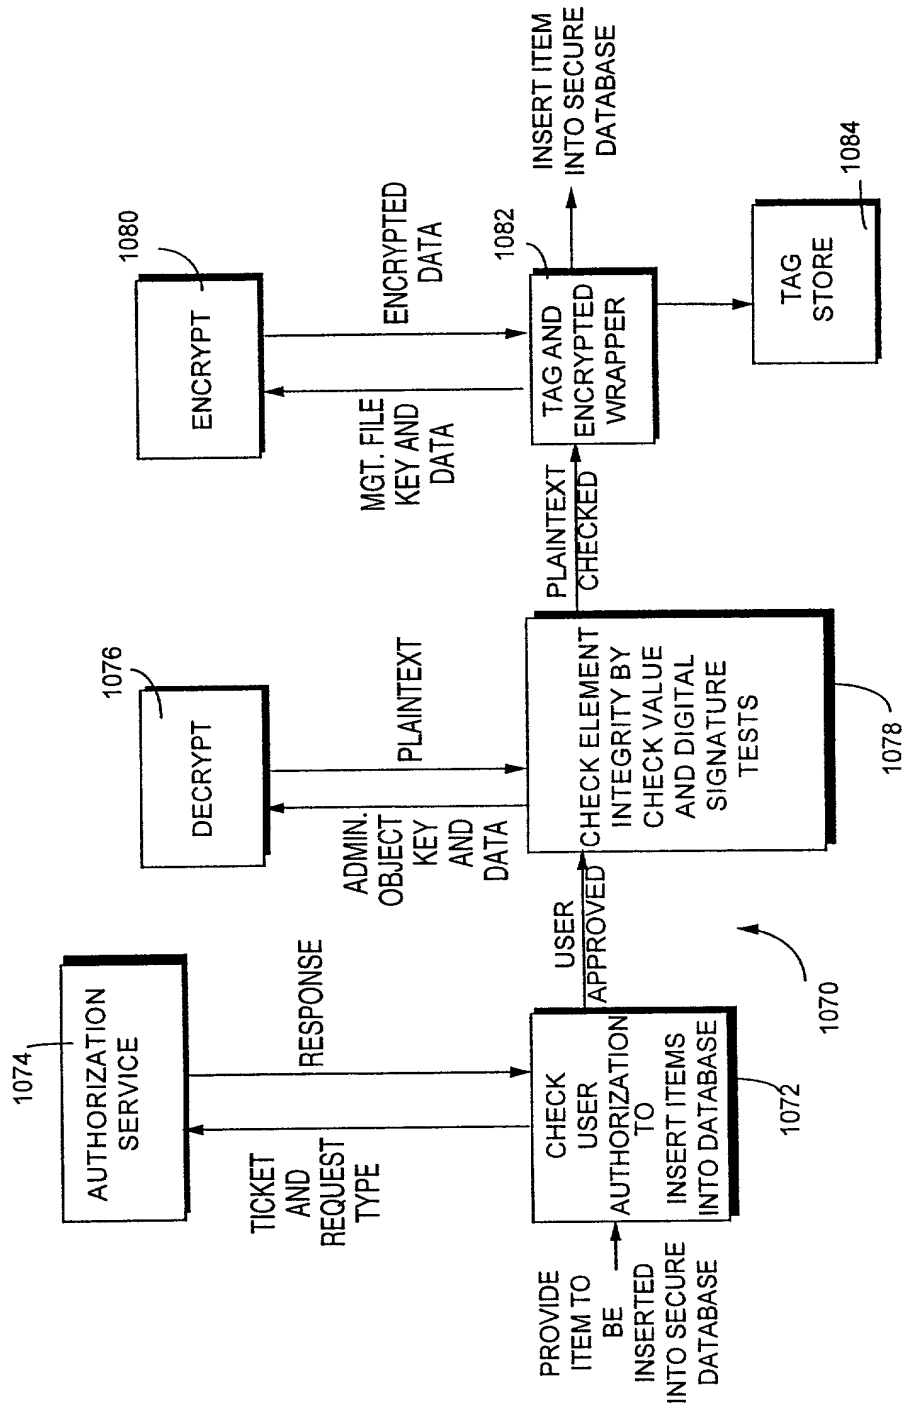 1074
AUTHORIZATION
SERVICE
TICKET
AND
REQUEST
TYPE
RESPONSE
PROVIDE
ITEM TO
BE
INSERTED
INTO SECURE
DATABASE
CHECK
USER
AUTHORIZATION
TO
INSERT ITEMS
INTO DATABASE
1072
1070
USER
APPROVED
1076
DECRYPT
ADMIN.
OBJECT
KEY
AND
DATA
PLAINTEXT
CHECK ELEMENT
INTEGRITY BY
CHECK VALUE
AND DIGITAL
SIGNATURE
TESTS
1078
PLAINTEXT
CHECKED
1080
ENCRYPT
MGT. FILE
KEY AND
DATA
ENCRYPTED
DATA
1082
TAG AND
ENCRYPTED
WRAPPER
INSERT ITEM
INTO SECURE
DATABASE
TAG
STORE
1084